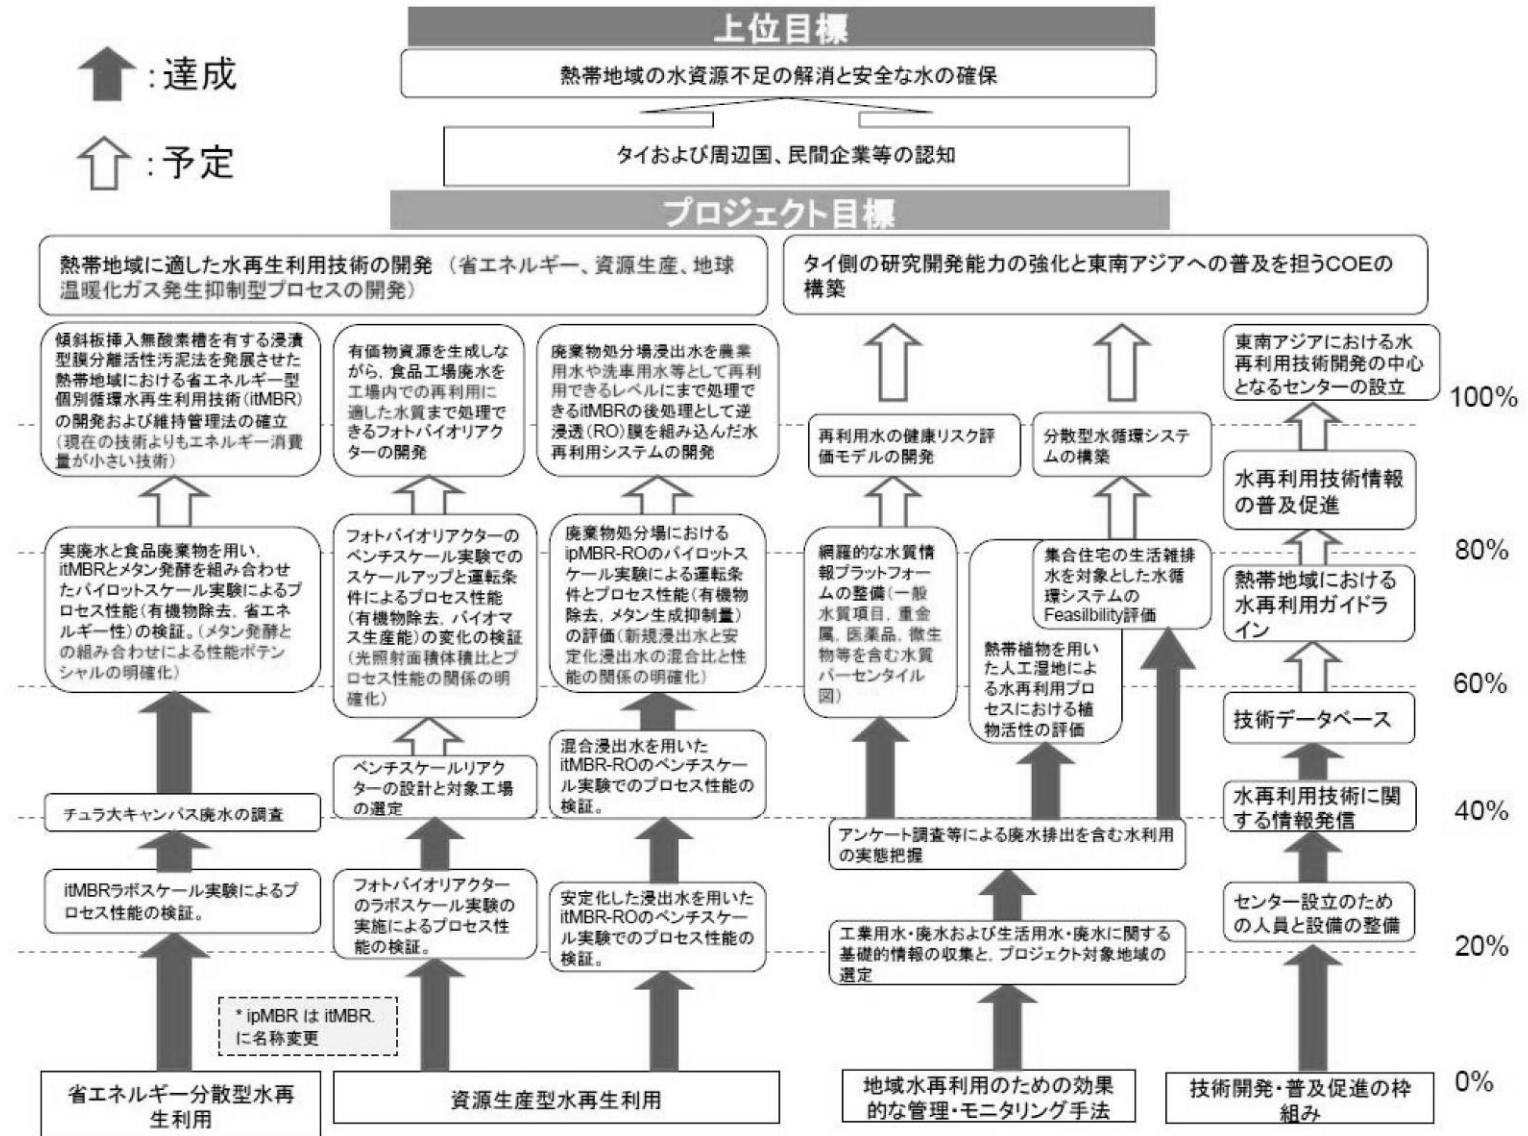 上位目標
:達成
熱帯地域の水資源不足の解消と安全な水の確保
:予定
タイおよび周辺国、民間企業等の認知
プロジェクト目標
熱帯地域に適した水再生利用技術の開発 (省エネルギー、資源生産、地球
温暖化ガス発生抑制型プロセスの開発)
タイ側の研究開発能力の強化と東南アジアへの普及を担うCOEの
構築
傾斜板挿入無酸素槽を有する浸漬
型膜分離活性汚泥法を発展させた
熱帯地域における省エネルギー型
個別循環水再生利用技術(itMBR)
の開発および維持管理法の確立
(現在の技術よりもエネルギー消費
量が小さい技術)
有価物資源を生成しな
がら、食品工場廃水を
工場内での再利用に
適した水質まで処理で
きるフォトバイオリアク
ターの開発
廃棄物処分場浸出水を農業
用水や洗車用水等として再利
用できるレベルにまで処理で
きるitMBRの後処理として逆
浸透(RO)膜を組み込んだ水
再利用システムの開発
再利用水の健康リスク評
価モデルの開発
分散型水循環システ
ムの構築
東南アジアにおける水
再利用技術開発の中心
となるセンターの設立
100%
水再利用技術情報
の普及促進
実廃水と食品廃棄物を用い,
itMBRとメタン発酵を組み合わせ
たパイロットスケール実験によるプ
ロセス性能(有機物除去, 省エネ
ルギー性)の検証。(メタン発酵と
の組み合わせによる性能ポテン
シャルの明確化)
フォトバイオリアクターの
ベンチスケール実験での
スケールアップと運転条
件によるプロセス性能
(有機物除去, バイオマ
ス生産能)の変化の検証
(光照射面積体積比とプ
ロセス性能の関係の明
確化)
廃棄物処分場における
ipMBR-ROのパイロットス
ケール実験による運転条
件とプロセス性能(有機物
除去, メタン生成抑制量)
の評価(新規浸出水と安
定化浸出水の混合比と性
能の関係の明確化)
網羅的な水質情
報プラットフォー
ムの整備(一般
水質項目, 重金
属, 医薬品, 微生
物等を含む水質
パーセンタイル
図)
集合住宅の生活雑排
水を対象とした水循
環システムの
Feasilbility評価
熱帯植物を用い
た人工湿地によ
る水再利用プロ
セスにおける植
物活性の評価
80%
熱帯地域における
水再利用ガイドラ
イン
60%
技術データベース
ベンチスケールリアク
ターの設計と対象工場
の選定
混合浸出水を用いた
itMBR-ROのベンチスケー
ル実験でのプロセス性能の
検証。
チュラ大キャンパス廃水の調査
水再利用技術に関
する情報発信
40%
アンケート調査等による廃水排出を含む水利用
の実態把握
itMBRラボスケール実験によるプ
ロセス性能の検証。
フォトバイオリアクター
のラボスケール実験の
実施によるプロセス性
能の検証。
安定化した浸出水を用いた
itMBR-ROのベンチスケー
ル実験でのプロセス性能の
検証。
センター設立のため
の人員と設備の整備
工業用水・廃水および生活用水・廃水に関する
基礎的情報の収集と, プロジェクト対象地域の
選定
20%
* ipMBR は itMBR.
に名称変更
省エネルギー分散型水再
生利用
資源生産型水再生利用
地域水再利用のための効果
的な管理・モニタリング手法
技術開発・普及促進の枠
組み
0%